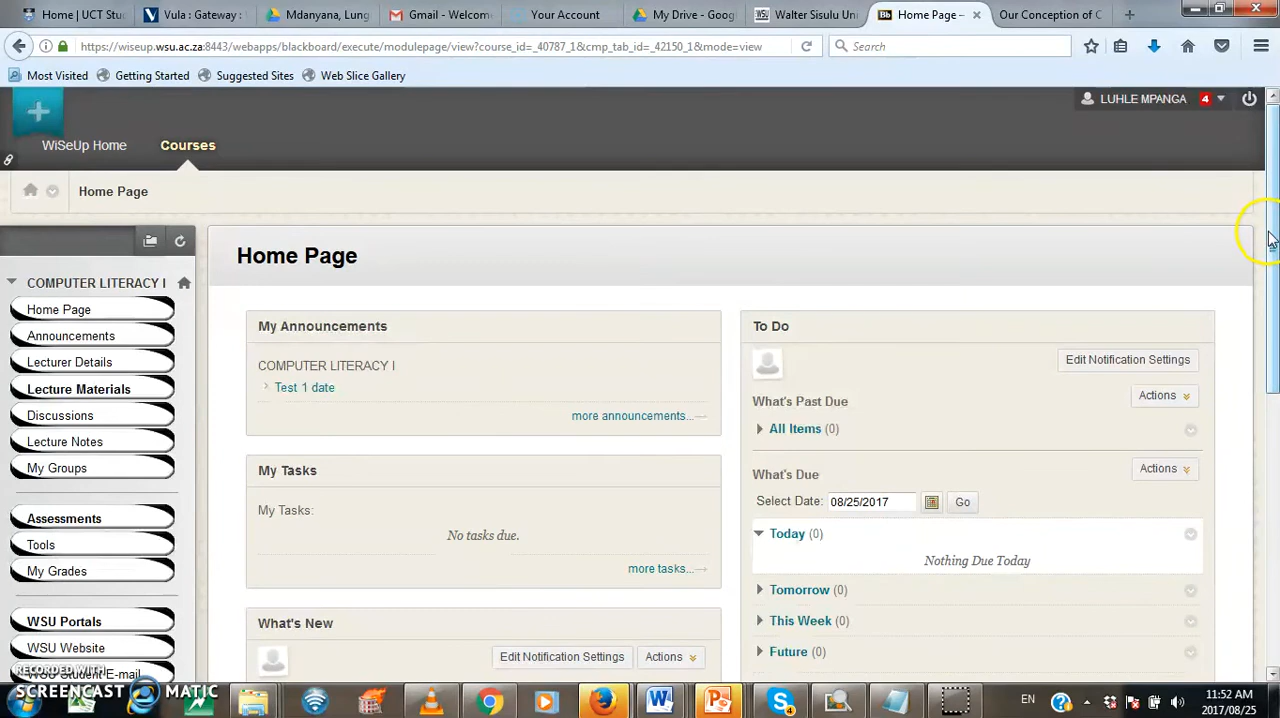 Home | UCT Stud
Vula : Gateway :
Mdanyana, Lung
Gmail - Welcom
Your Account
My Drive - Goog
Walter Sisulu Uni
Home Page –
Our Conception of C
https://wiseup.wsu.ac.za:8443/webapps/blackboard/execute/modulepage/view?course_id=_40787_1&cmp_tab_id=_42150_1&mode=view
Search
Most Visited
Getting Started
Suggested Sites
Web Slice Gallery
LUHLE MPANGA 4
WiSeUp Home
Courses
Home Page
COMPUTER LITERACY I
Home Page
Announcements
Lecturer Details
Lecture Materials
Discussions
Lecture Notes
My Groups
Assessments
Tools
My Grades
WSU Portals
WSU Website
WSU Student E-mail
Home Page
My Announcements
COMPUTER LITERACY I
Test 1 date
more announcements...
My Tasks
My Tasks:
No tasks due.
more tasks...
What's New
Edit Notification Settings
Actions
To Do
Edit Notification Settings
What's Past Due
Actions
All Items (0)
What's Due
Actions
Select Date: 08/25/2017 Go
Today (0)
Nothing Due Today
Tomorrow (0)
This Week (0)
Future (0)
RECORDED WITH
SCREENCAST MATIC
EN
11:52 AM
2017/08/25